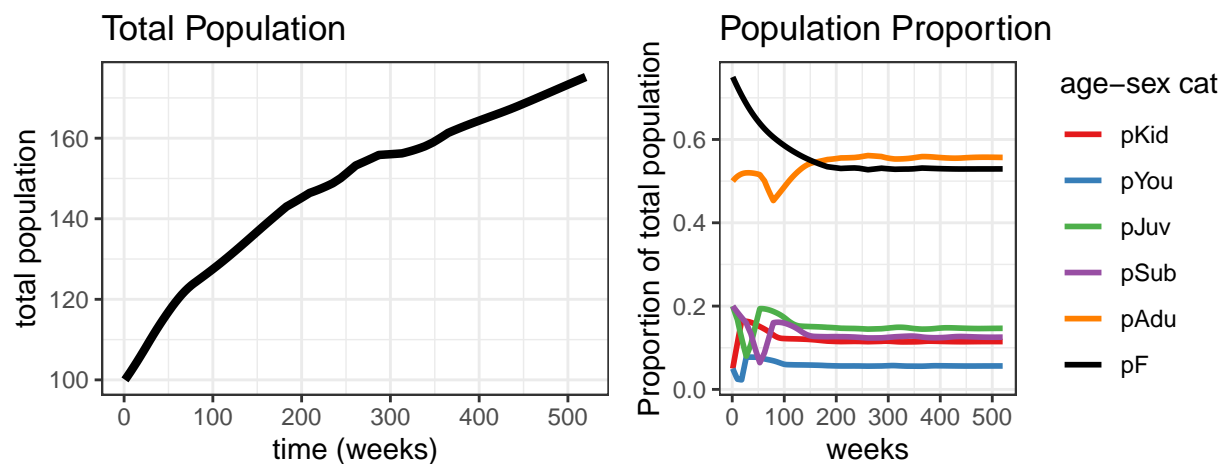 Total Population
total population
160
140
120
100
0 100 200 300 400 500
time (weeks)
Population Proportion
Proportion of total population
0.6
0.4
0.2
0.0
0 100 200 300 400 500
weeks
age−sex cat
pKid
pYou
pJuv
pSub
pAdu
pF